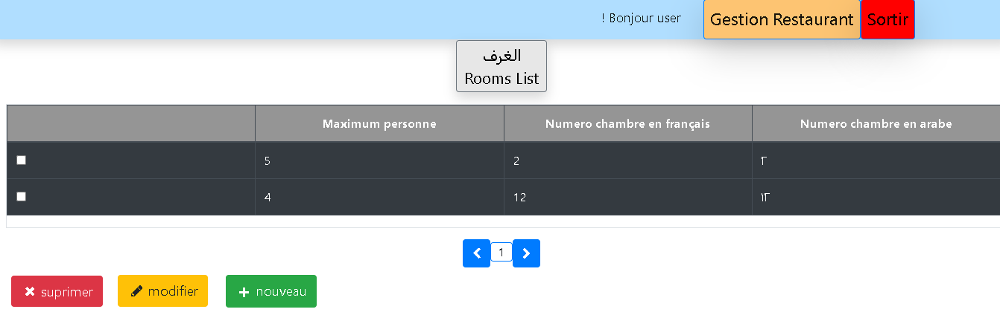 ! Bonjour user
Gestion Restaurant
Sortir
الغرف
Rooms List
Maximum personne Numero chambre en français Numero chambre en arabe
5 2 ٢
4 12 ١٢
1
suprimer modifier nouveau